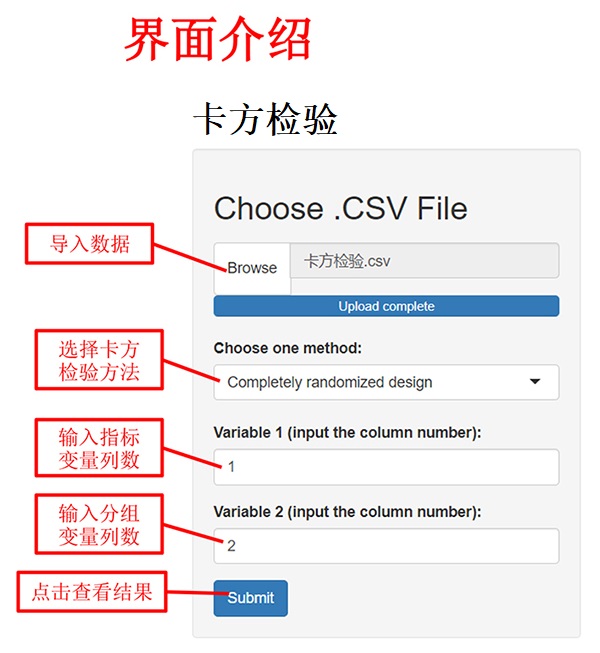 界面介绍
卡方检验
Choose .CSV File
导入数据
Browse
卡方检验.csv
Upload complete
选择卡方
检验方法
Choose one method:
Completely randomized design
输入指标
变量列数
Variable 1 (input the column number):
1
输入分组
变量列数
Variable 2 (input the column number):
2
点击查看结果
Submit